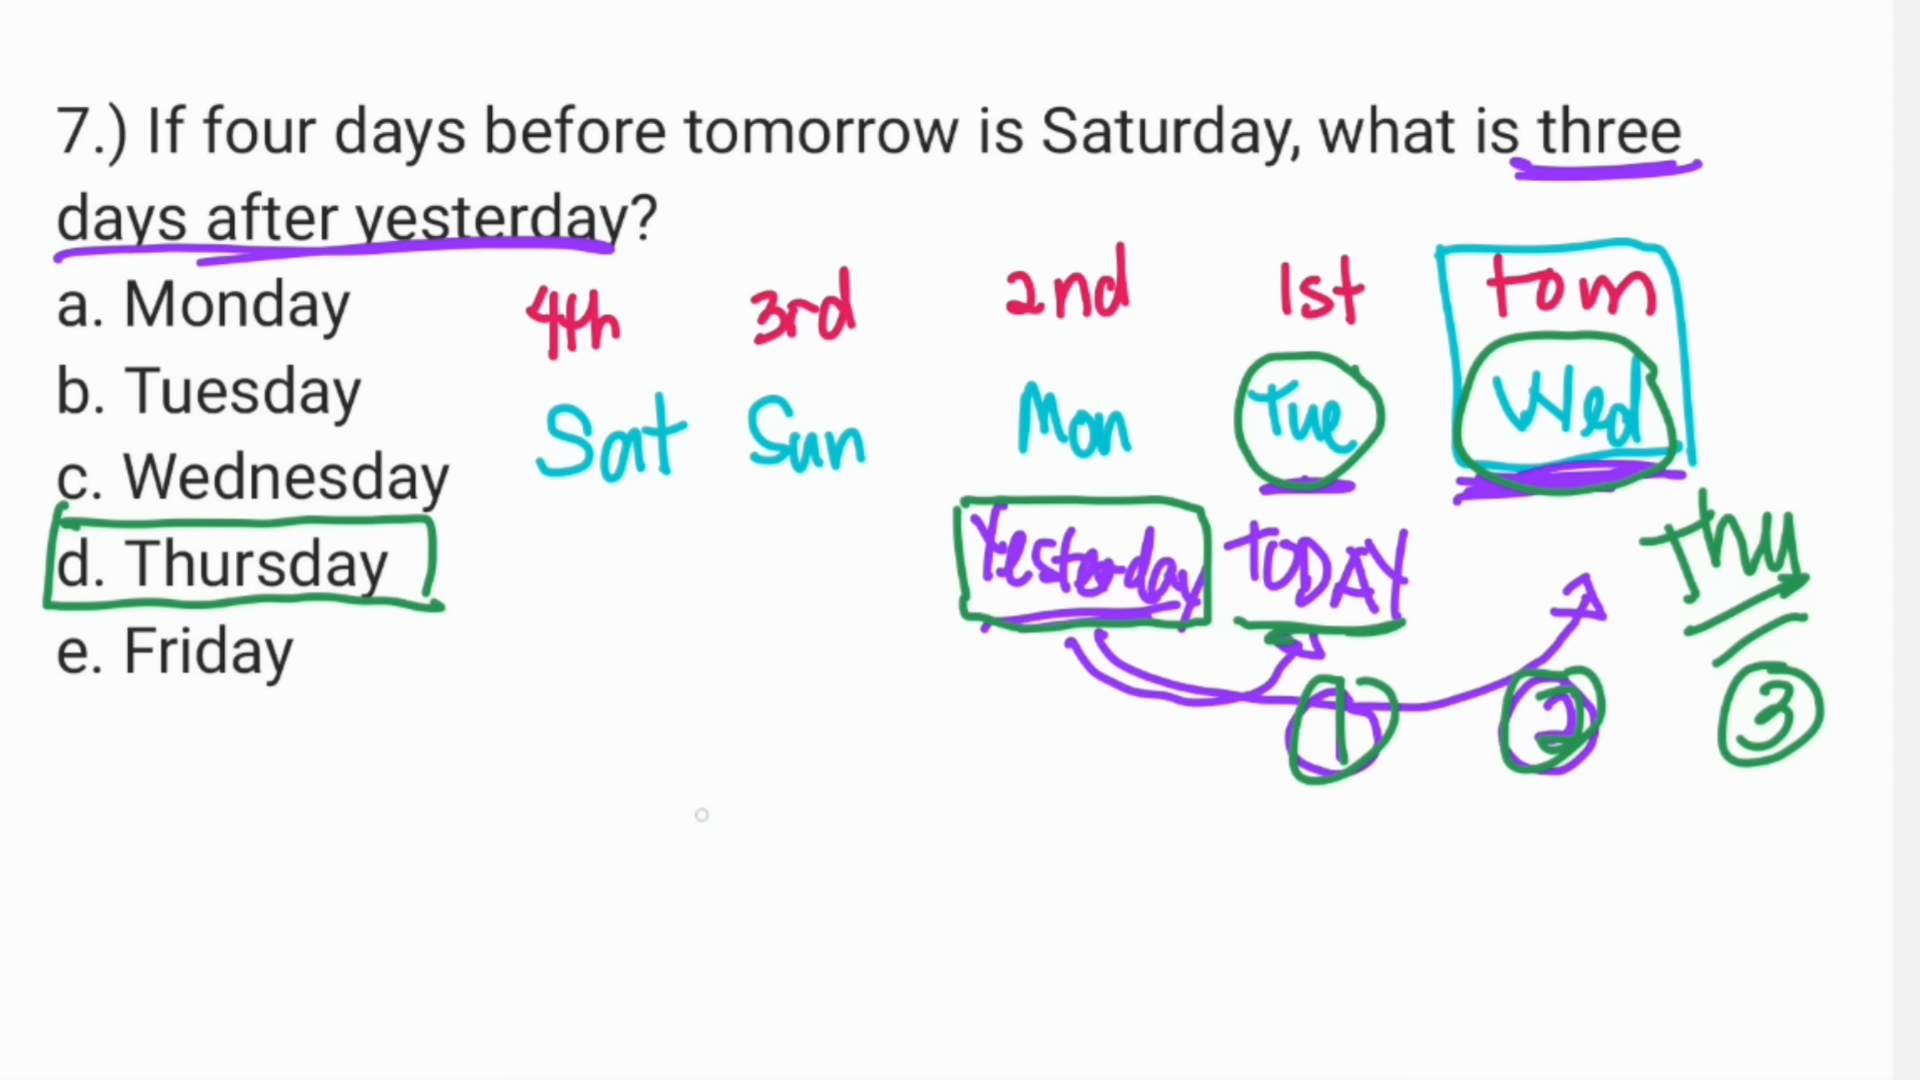 7.) If four days before tomorrow is Saturday, what is three
days after yesterday?
a. Monday
4th 3rd 2nd 1st tom
b. Tuesday
Sat Sun Mon Tue Wed
c. Wednesday
d. Thursday
Yesterday TODAY Thu
e. Friday
1 2 3